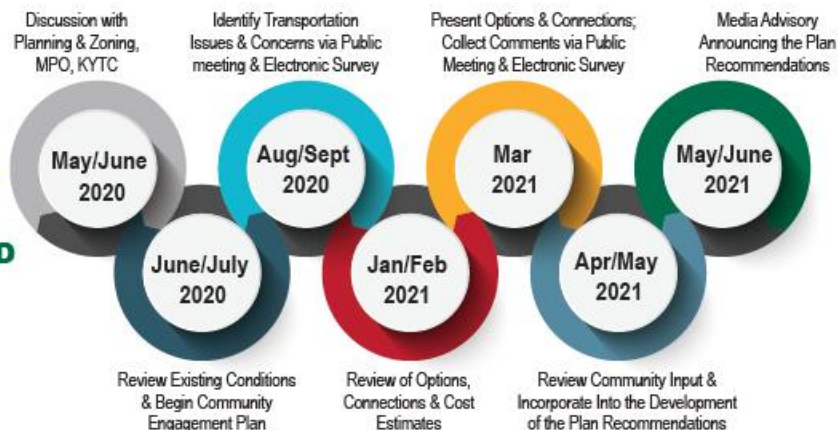 Discussion with
Planning & Zoning,
MPO, KYTC
Identify Transportation
Issues & Concerns via Public
meeting & Electronic Survey
Present Options & Connections;
Collect Comments via Public
Meeting & Electronic Survey
Media Advisory
Announcing the Plan
Recommendations
May/June
2020
Aug/Sept
2020
Mar
2021
May/June
2021
D
June/July
2020
Jan/Feb
2021
Apr/May
2021
Review Existing Conditions
& Begin Community
Engagement Plan
Review of Options,
Connections & Cost
Estimates
Review Community Input &
Incorporate Into the Development
of the Plan Recommendations